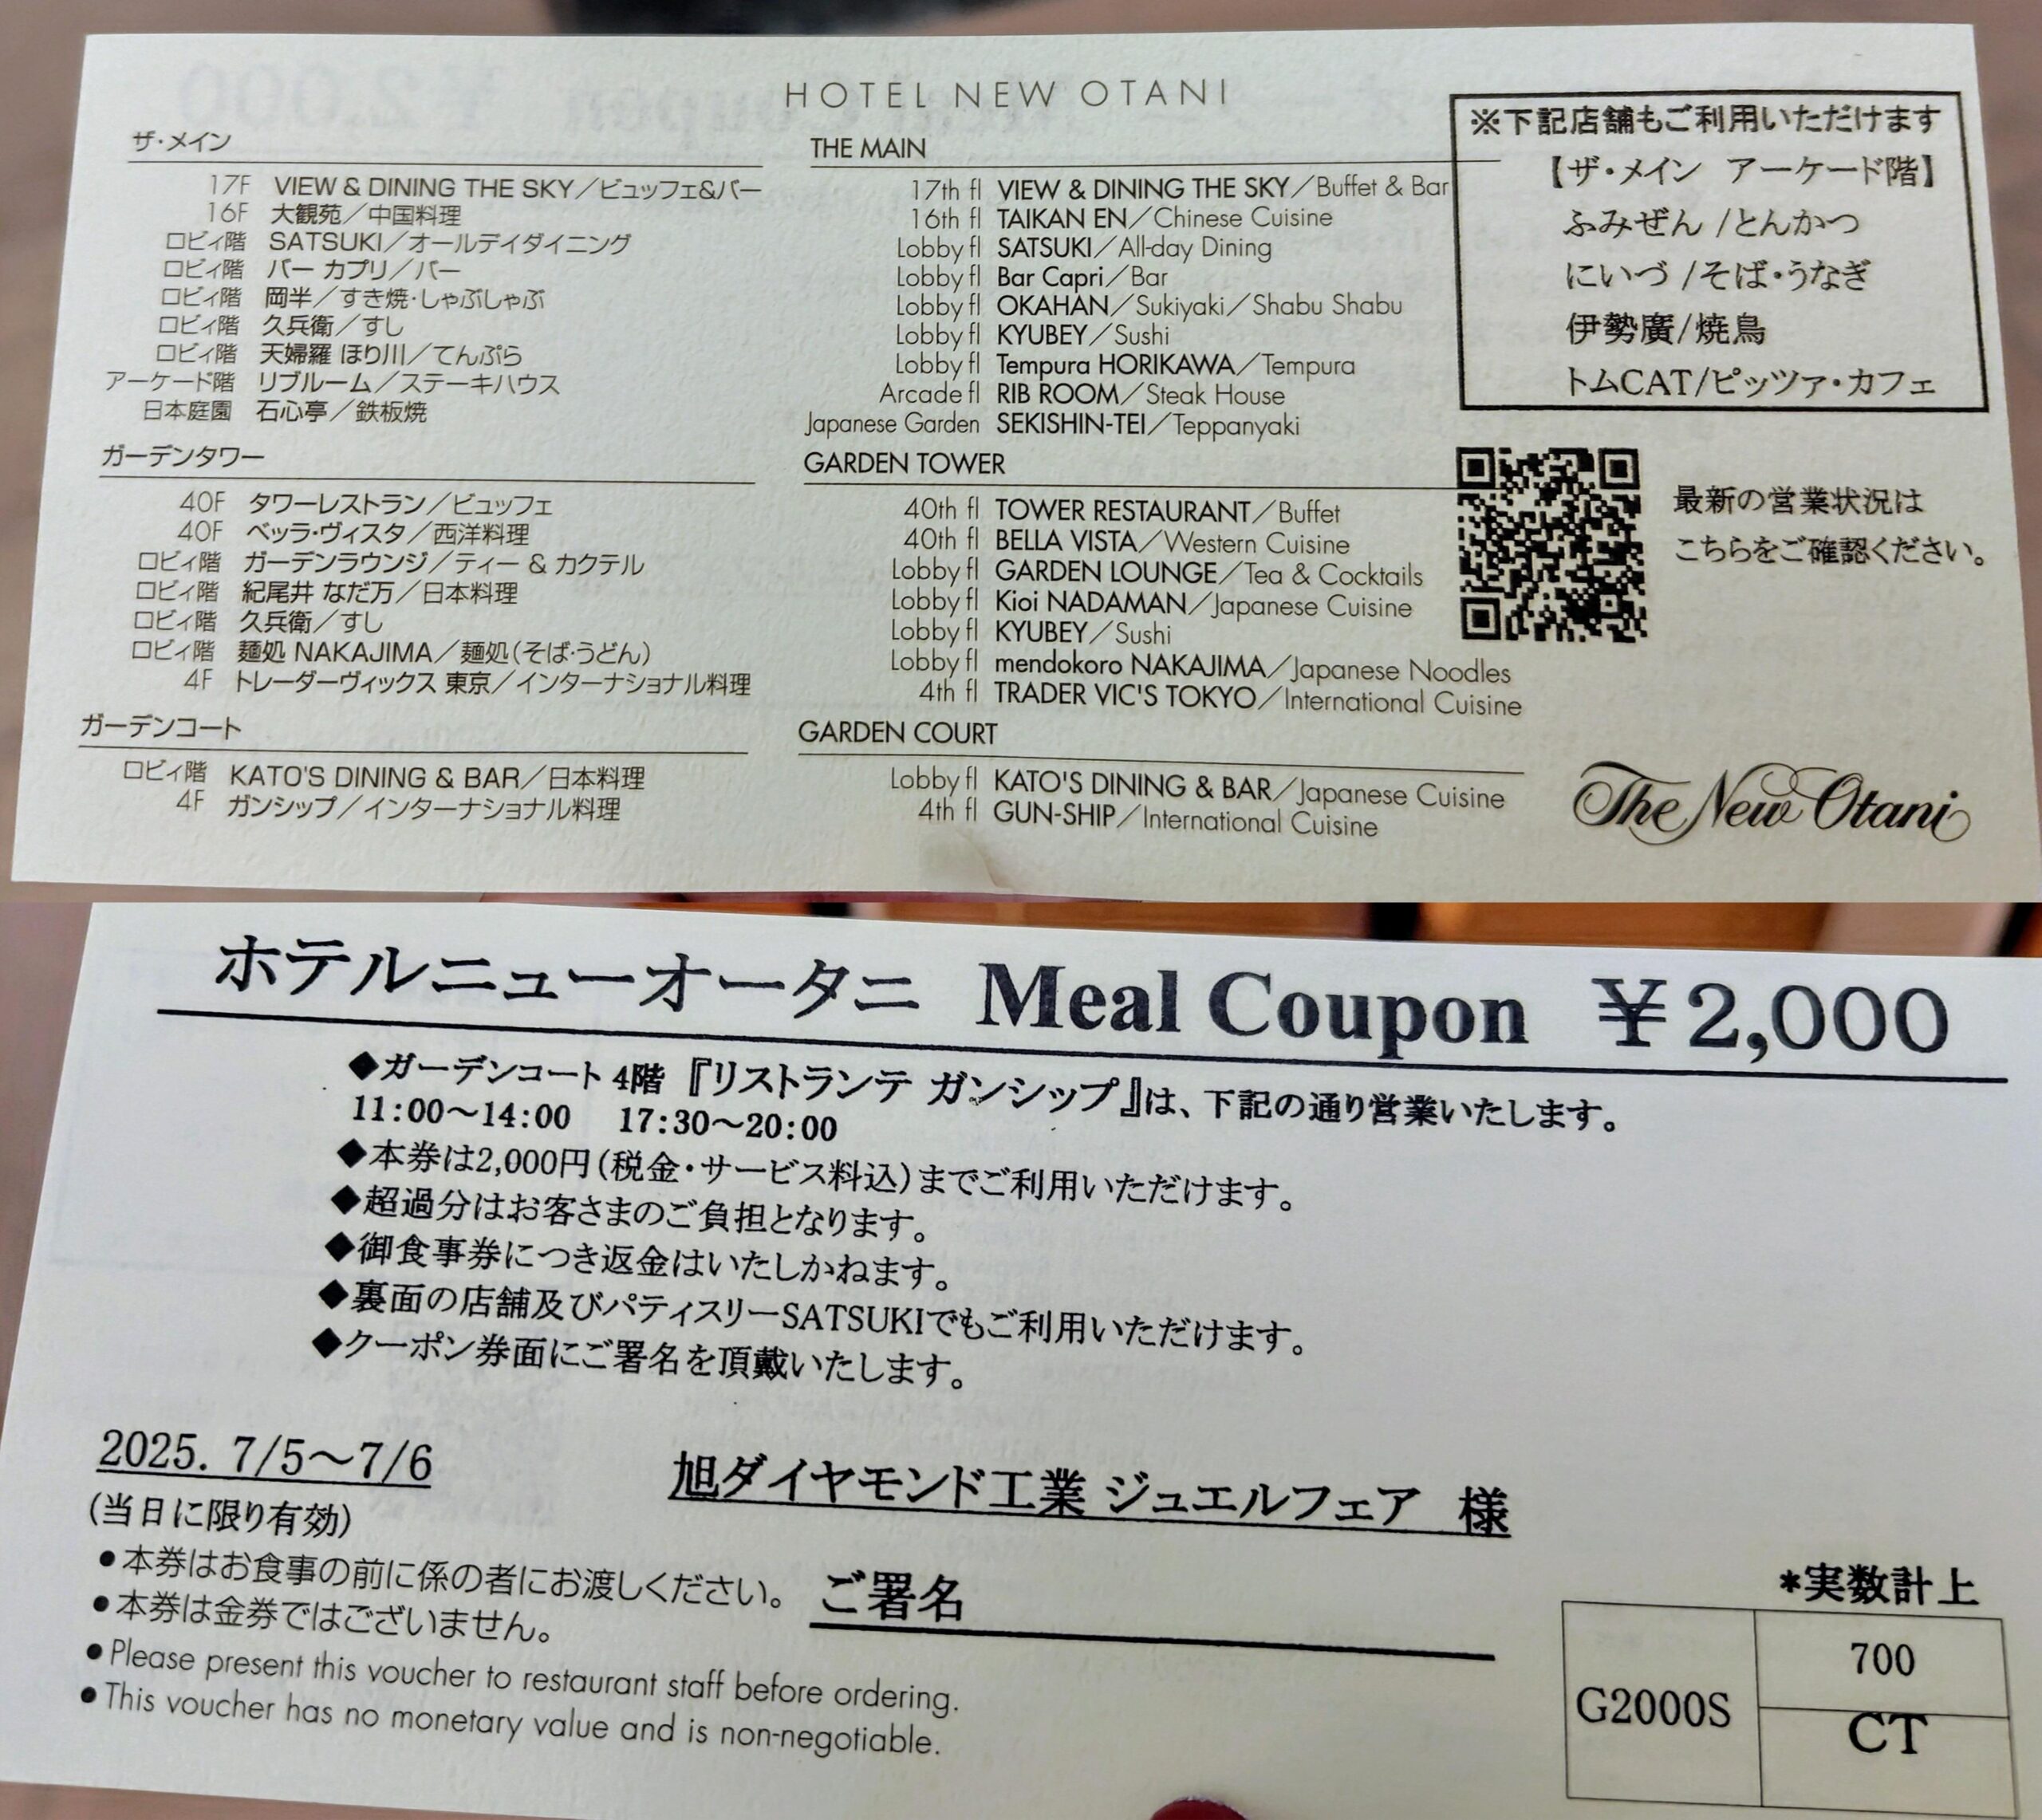 HOTEL NEW OTANI
ザ・メイン
17F VIEW & DINING THE SKY／ビュッフェ&バー
16F 大観苑／中国料理
ロビィ階 SATSUKI／オールデイダイニング
ロビィ階 バー カプリ／バー
ロビィ階 岡半／すき焼・しゃぶしゃぶ
ロビィ階 久兵衛／すし
ロビィ階 天婦羅 ほり川／てんぷら
アーケード階 リブルーム／ステーキハウス
日本庭園 石心亭／鉄板焼
ガーデンタワー
40F タワーレストラン／ビュッフェ
40F ベッラ・ヴィスタ／西洋料理
ロビィ階 ガーデンラウンジ／ティー & カクテル
ロビィ階 紀尾井 なだ万／日本料理
ロビィ階 久兵衛／すし
ロビィ階 麺処 NAKAJIMA／麺処(そば・うどん)
4F トレーダーヴィックス 東京／インターナショナル料理
ガーデンコート
ロビィ階 KATO'S DINING & BAR／日本料理
4F ガンシップ／インターナショナル料理
THE MAIN
17th fl VIEW & DINING THE SKY／Buffet & Bar
16th fl TAIKAN EN／Chinese Cuisine
Lobby fl SATSUKI／All-day Dining
Lobby fl Bar Capri／Bar
Lobby fl OKAHAN／Sukiyaki／Shabu Shabu
Lobby fl KYUBEY／Sushi
Lobby fl Tempura HORIKAWA／Tempura
Arcade fl RIB ROOM／Steak House
Japanese Garden SEKISHIN-TEI／Teppanyaki
GARDEN TOWER
40th fl TOWER RESTAURANT／Buffet
40th fl BELLA VISTA／Western Cuisine
Lobby fl GARDEN LOUNGE／Tea & Cocktails
Lobby fl Kioi NADAMAN／Japanese Cuisine
Lobby fl KYUBEY／Sushi
Lobby fl mendokoro NAKAJIMA／Japanese Noodles
4th fl TRADER VIC'S TOKYO／International Cuisine
GARDEN COURT
Lobby fl KATO'S DINING & BAR／Japanese Cuisine
4th fl GUN-SHIP／International Cuisine
※下記店舗もご利用いただけます
【ザ・メイン アーケード階】
ふみぜん /とんかつ
にいづ /そば・うなぎ
伊勢廣/焼鳥
トムCAT/ピッツァ・カフェ
最新の営業状況は
こちらをご確認ください。
The New Otani
ホテルニューオータニ Meal Coupon ￥2,000
◆ガーデンコート 4階 『リストランテ ガンシップ』は、下記の通り営業いたします。
11:00～14:00 17:30～20:00
◆本券は2,000円(税金・サービス料込)までご利用いただけます。
◆超過分はお客さまのご負担となります。
◆御食事券につき返金はいたしかねます。
◆裏面の店舗及びパティスリーSATSUKIでもご利用いただけます。
◆クーポン券面にご署名を頂戴いたします。
2025. 7/5～7/6
(当日に限り有効)
旭ダイヤモンド工業 ジュエルフェア 様
●本券はお食事の前に係の者にお渡しください。
●本券は金券ではございません。
●Please present this voucher to restaurant staff before ordering.
●This voucher has no monetary value and is non-negotiable.
ご署名
*実数計上
G2000S
700
CT